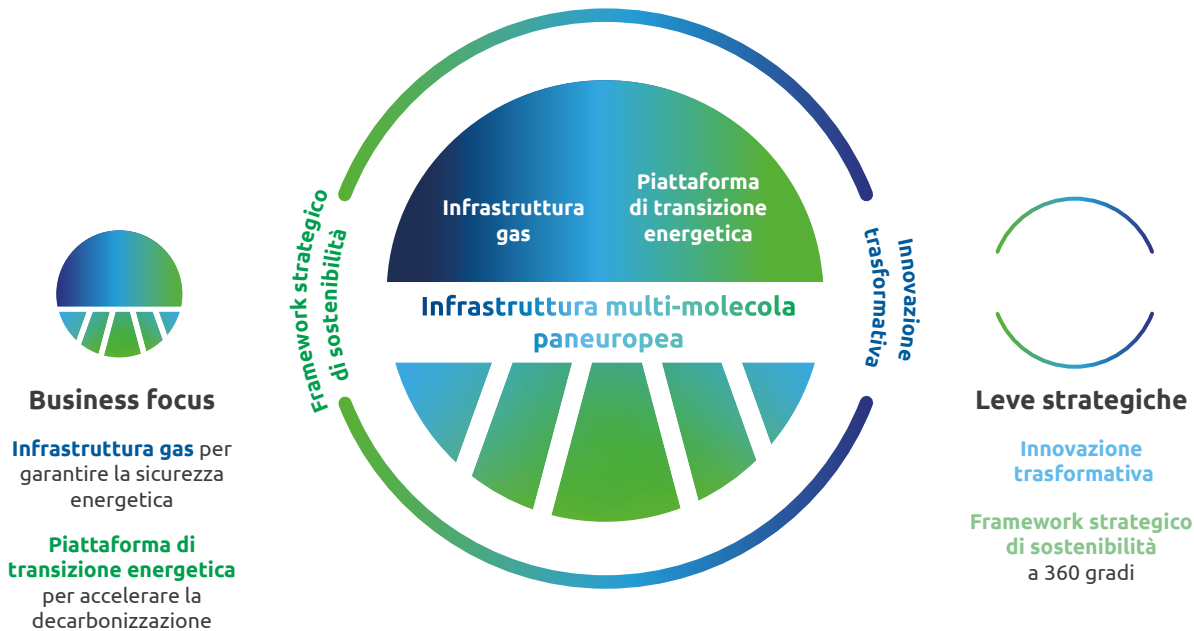 Business focus
Infrastruttura gas per
garantire la sicurezza
energetica
Piattaforma di
transizione energetica
per accelerare la
decarbonizzazione
Framework strategico
di sostenibilità
Infrastruttura
gas
Piattaforma
di transizione
energetica
Infrastruttura multi-molecola
paneuropea
Innovazione
trasformativa
Leve strategiche
Innovazione
trasformativa
Framework strategico
di sostenibilità
a 360 gradi